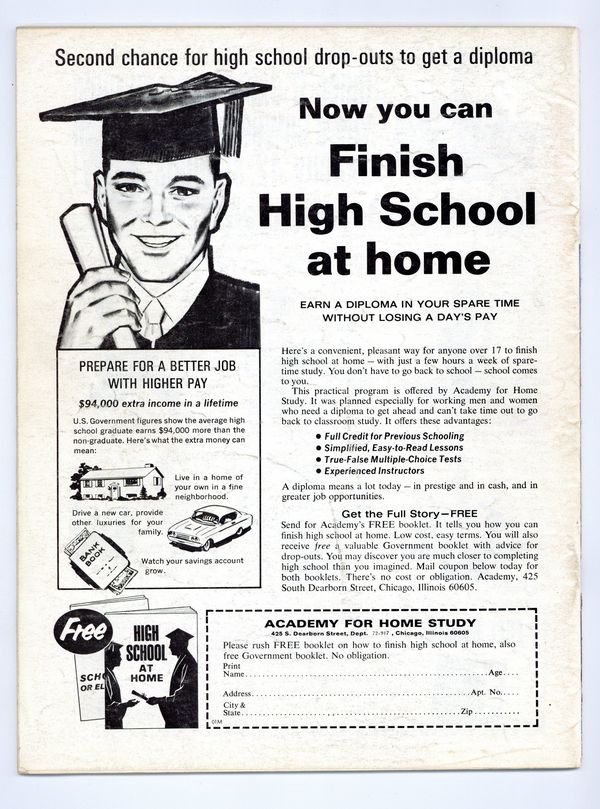 Second chance for high school drop-outs to get a diploma
Now you can
Finish
High School
at home
EARN A DIPLOMA IN YOUR SPARE TIME
WITHOUT LOSING A DAY'S PAY
PREPARE FOR A BETTER JOB
WITH HIGHER PAY
$94,000 extra income in a lifetime
U.S. Government figures show the average high
school graduate earns $94,000 more than the
non-graduate. Here's what the extra money can
mean:
Live in a home of
your own in a fine
neighborhood.
Drive a new car, provide
other luxuries for your
family.
BANK
BOOK
Watch your savings account
grow.
Here's a convenient, pleasant way for anyone over 17 to finish
high school at home — with just a few hours a week of spare-
time study. You don't have to go back to school — school comes
to you.
This practical program is offered by Academy for Home
Study. It was planned especially for working men and women
who need a diploma to get ahead and can't take time out to go
back to classroom study. It offers these advantages:
● Full Credit for Previous Schooling
● Simplified, Easy-to-Read Lessons
● True-False Multiple-Choice Tests
● Experienced Instructors
A diploma means a lot today — in prestige and in cash, and in
greater job opportunities.
Get the Full Story—FREE
Send for Academy's FREE booklet. It tells you how you can
finish high school at home. Low cost, easy terms. You will also
receive free a valuable Government booklet with advice for
drop-outs. You may discover you are much closer to completing
high school than you imagined. Mail coupon below today for
both booklets. There's no cost or obligation. Academy, 425
South Dearborn Street, Chicago, Illinois 60605.
Free
HIGH
SCHOOL
AT
HOME
SCH
OR EL
ACADEMY FOR HOME STUDY
425 S. Dearborn Street, Dept. 72-917, Chicago, Illinois 60605
Please rush FREE booklet on how to finish high school at home, also
free Government booklet. No obligation.
Print
Name Age
Address Apt. No.
City &
State Zip
01M